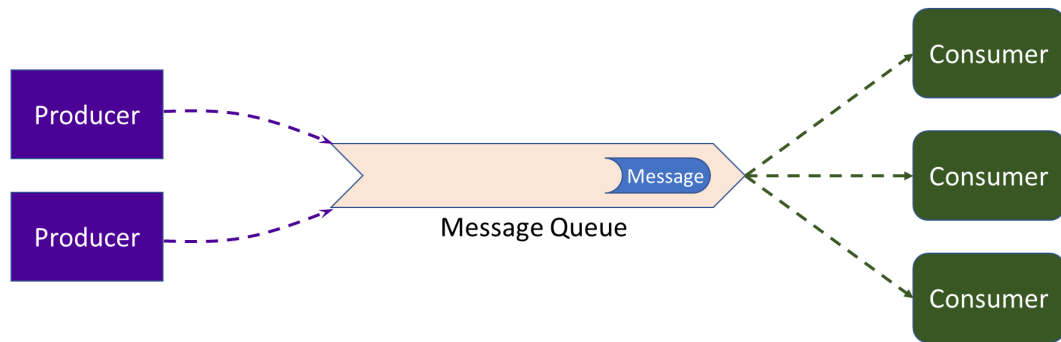 Producer
Producer
Message
Message Queue
Consumer
Consumer
Consumer